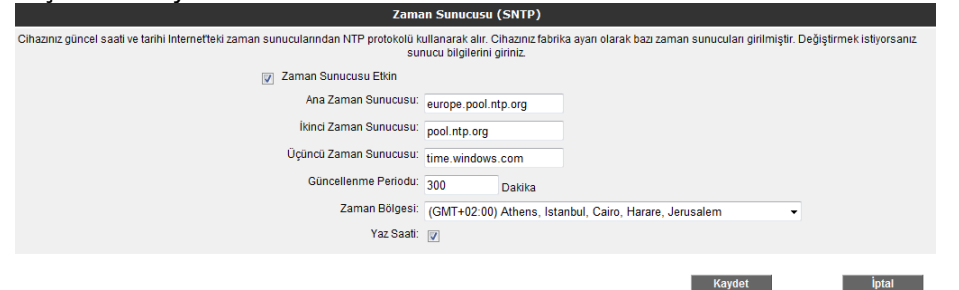 Zaman Sunucusu (SNTP)
Cihazınız güncel saati ve tarihi Internet'teki zaman sunucularından NTP protokolü kullanarak alır. Cihazınız fabrika ayarı olarak bazı zaman sunucuları girilmiştir. Değiştirmek istiyorsanız
sunucu bilgilerini giriniz.
Zaman Sunucusu Etkin
Ana Zaman Sunucusu: europe.pool.ntp.org
İkinci Zaman Sunucusu: pool.ntp.org
Üçüncü Zaman Sunucusu: time.windows.com
Güncellenme Periodu: 300 Dakika
Zaman Bölgesi: (GMT+02:00) Athens, Istanbul, Cairo, Harare, Jerusalem
Yaz Saati:
Kaydet İptal